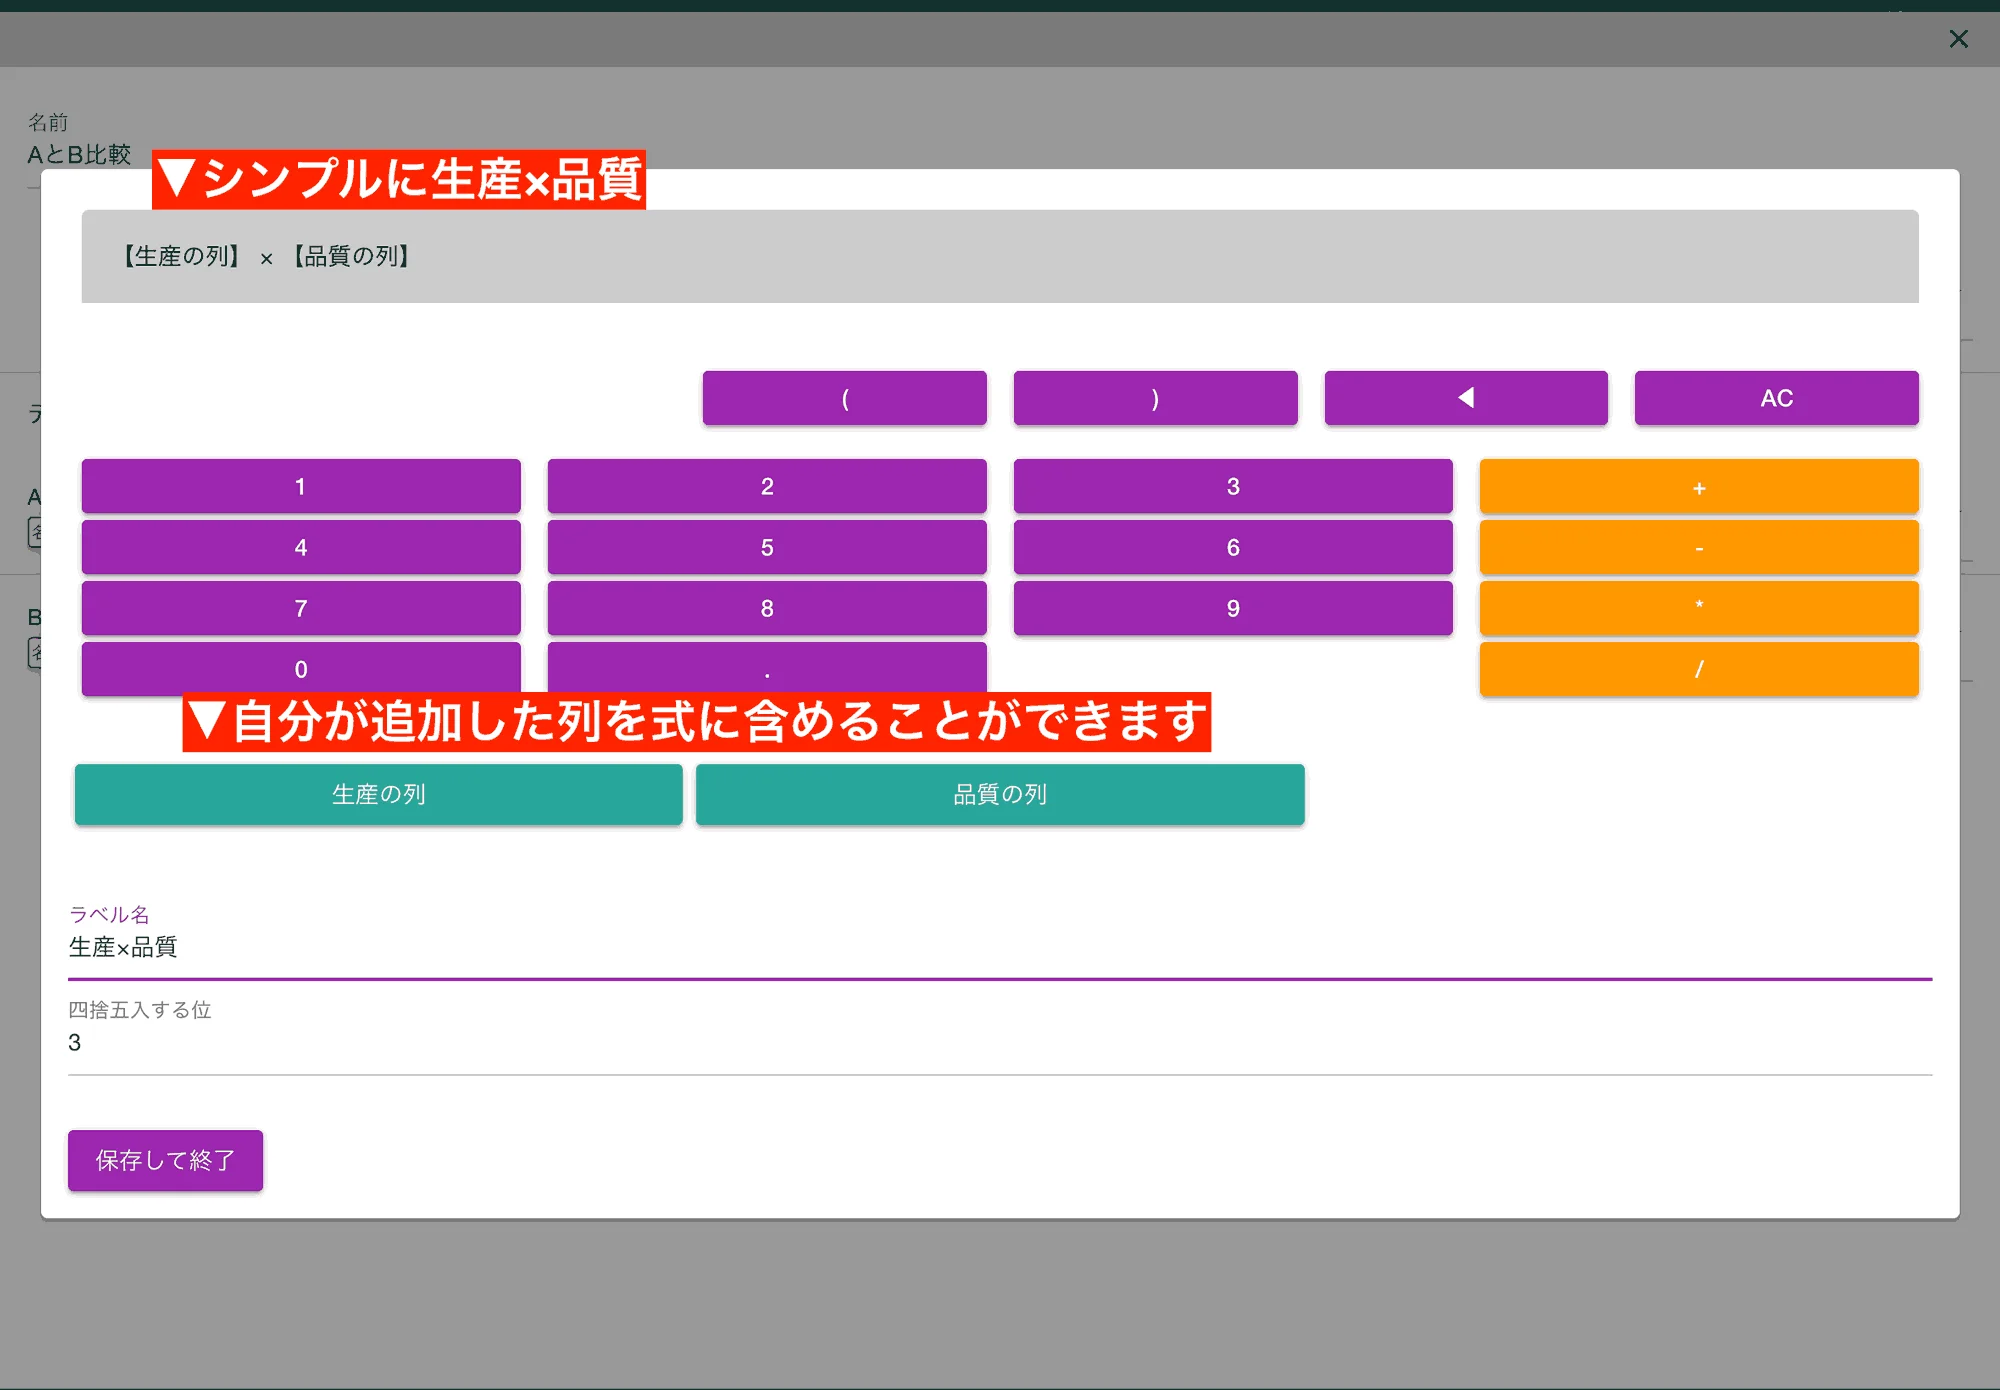 名前
AとB比較
▼シンプルに生産×品質
【生産の列】 × 【品質の列】
( ) ◀ AC
1 2 3 +
4 5 6 -
7 8 9 *
0 . /
▼自分が追加した列を式に含めることができます
生産の列 品質の列
ラベル名
生産×品質
四捨五入する位
3
保存して終了
A
B